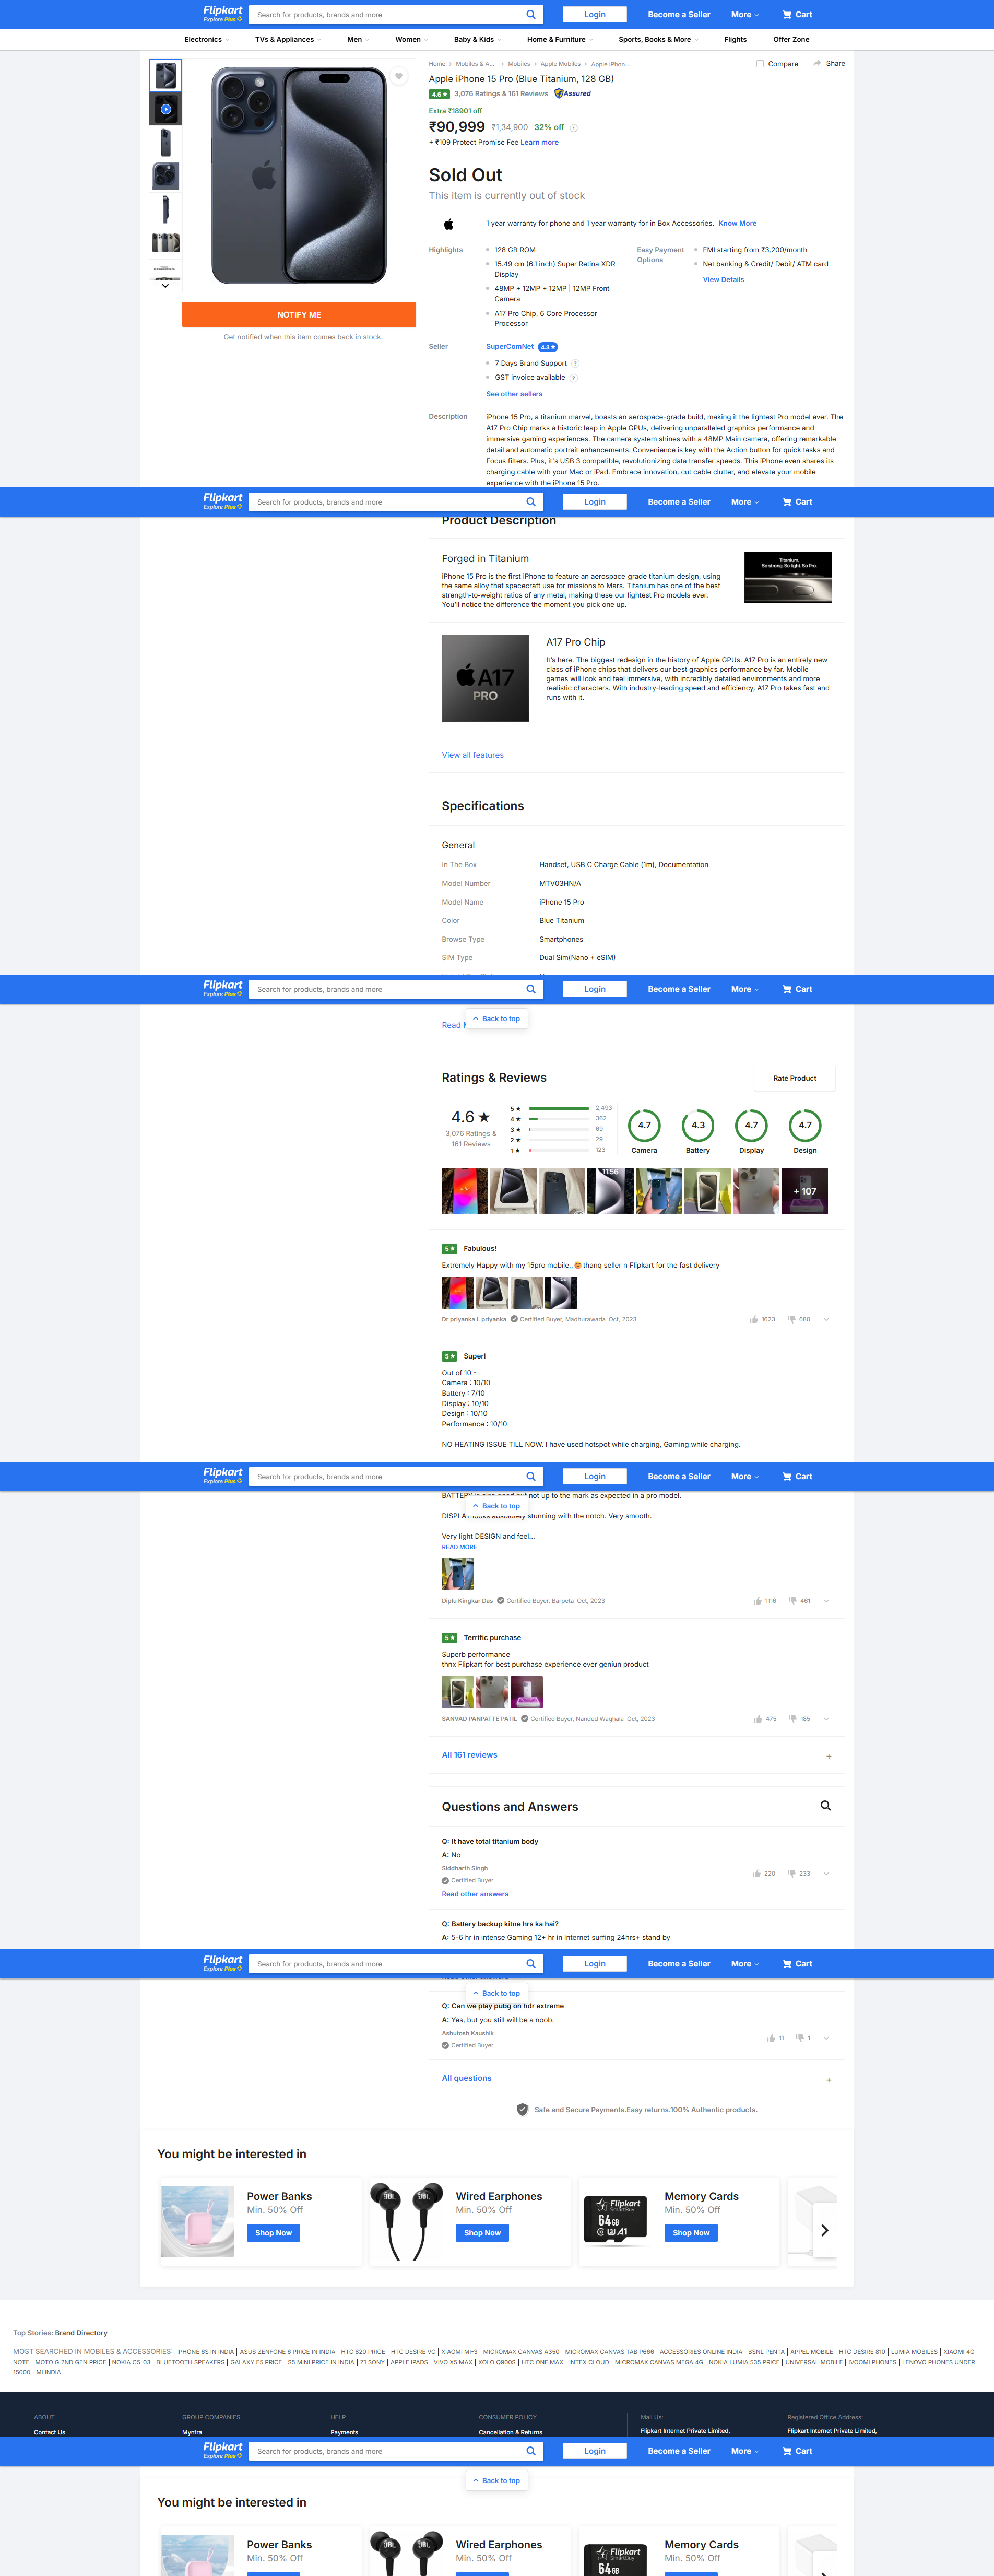 Flipkart
Explore Plus
Search for products, brands and more
Login
Become a Seller
More
Cart
Electronics
TVs & Appliances
Men
Women
Baby & Kids
Home & Furniture
Sports, Books & More
Flights
Offer Zone
Home
Mobiles & A...
Mobiles
Apple Mobiles
Apple iPhon...
Compare
Share
Apple iPhone 15 Pro (Blue Titanium, 128 GB)
4.6★ 3,076 Ratings & 161 Reviews Assured
Extra ₹18901 off
₹90,999 ₹1,34,900 32% off
+ ₹109 Protect Promise Fee Learn more
Sold Out
This item is currently out of stock
1 year warranty for phone and 1 year warranty for in Box Accessories. Know More
Highlights
128 GB ROM
15.49 cm (6.1 inch) Super Retina XDR
Display
48MP + 12MP + 12MP | 12MP Front
Camera
A17 Pro Chip, 6 Core Processor
Processor
Easy Payment
Options
EMI starting from ₹3,200/month
Net banking & Credit/ Debit/ ATM card
View Details
NOTIFY ME
Get notified when this item comes back in stock.
Seller
SuperComNet 4.3★
7 Days Brand Support ?
GST invoice available ?
See other sellers
Description
iPhone 15 Pro, a titanium marvel, boasts an aerospace-grade build, making it the lightest Pro model ever. The
A17 Pro Chip marks a historic leap in Apple GPUs, delivering unparalleled graphics performance and
immersive gaming experiences. The camera system shines with a 48MP Main camera, offering remarkable
detail and automatic portrait enhancements. Convenience is key with the Action button for quick tasks and
Focus filters. Plus, it's USB 3 compatible, revolutionizing data transfer speeds. This iPhone even shares its
charging cable with your Mac or iPad. Embrace innovation, cut cable clutter, and elevate your mobile
experience with the iPhone 15 Pro.
Flipkart
Explore Plus
Search for products, brands and more
Login
Become a Seller
More
Cart
Product Description
Forged in Titanium
iPhone 15 Pro is the first iPhone to feature an aerospace-grade titanium design, using
the same alloy that spacecraft use for missions to Mars. Titanium has one of the best
strength-to-weight ratios of any metal, making these our lightest Pro models ever.
You'll notice the difference the moment you pick one up.
Titanium.
So strong. So light. So Pro.
A17
PRO
A17 Pro Chip
It's here. The biggest redesign in the history of Apple GPUs. A17 Pro is an entirely new
class of iPhone chips that delivers our best graphics performance by far. Mobile
games will look and feel immersive, with incredibly detailed environments and more
realistic characters. With industry-leading speed and efficiency, A17 Pro takes fast and
runs with it.
View all features
Specifications
General
In The Box Handset, USB C Charge Cable (1m), Documentation
Model Number MTV03HN/A
Model Name iPhone 15 Pro
Color Blue Titanium
Browse Type Smartphones
SIM Type Dual Sim(Nano + eSIM)
Flipkart
Explore Plus
Search for products, brands and more
Login
Become a Seller
More
Cart
Back to top
Read
Ratings & Reviews
Rate Product
4.6★
3,076 Ratings &
161 Reviews
5★ 2,493
4★ 362
3★ 69
2★ 29
1★ 123
4.7
Camera
4.3
Battery
4.7
Display
4.7
Design
11:56
+ 107
5★ Fabulous!
Extremely Happy with my 15pro mobile,,🥰thanq seller n Flipkart for the fast delivery
Dr priyanka L priyanka Certified Buyer, Madhurawada Oct, 2023
1623
680
5★ Super!
Out of 10 -
Camera : 10/10
Battery : 7/10
Display : 10/10
Design : 10/10
Performance : 10/10
NO HEATING ISSUE TILL NOW. I have used hotspot while charging, Gaming while charging.
Flipkart
Explore Plus
Search for products, brands and more
Login
Become a Seller
More
Cart
BATTERY is also good but not up to the mark as expected in a pro model.
Back to top
DISPLAY looks absolutely stunning with the notch. Very smooth.
Very light DESIGN and feel...
READ MORE
Diplu Kingkar Das Certified Buyer, Barpeta Oct, 2023
1116
461
5★ Terrific purchase
Superb performance
thnx Flipkart for best purchase experience ever geniun product
SANVAD PANPATTE PATIL Certified Buyer, Nanded Waghala Oct, 2023
475
185
All 161 reviews
+
Questions and Answers
Q: It have total titanium body
A: No
Siddharth Singh
Certified Buyer
220
233
Read other answers
Q: Battery backup kitne hrs ka hai?
A: 5-6 hr in intense Gaming 12+ hr in Internet surfing 24hrs+ stand by
Flipkart
Explore Plus
Search for products, brands and more
Login
Become a Seller
More
Cart
Back to top
Q: Can we play pubg on hdr extreme
A: Yes, but you still will be a noob.
Ashutosh Kaushik
Certified Buyer
11
1
All questions
+
Safe and Secure Payments.Easy returns.100% Authentic products.
You might be interested in
Power Banks
Min. 50% Off
Shop Now
JBL
Wired Earphones
Min. 50% Off
Shop Now
Flipkart
SmartBuy
64GB
A1
Memory Cards
Min. 50% Off
Shop Now
Top Stories: Brand Directory
MOST SEARCHED IN MOBILES & ACCESSORIES: IPHONE 6S IN INDIA | ASUS ZENFONE 6 PRICE IN INDIA | HTC 820 PRICE | HTC DESIRE VC | XIAOMI MI-3 | MICROMAX CANVAS A350 | MICROMAX CANVAS TAB P666 | ACCESSORIES ONLINE INDIA | BSNL PENTA | APPEL MOBILE | HTC DESIRE 810 | LUMIA MOBILES | XIAOMI 4G
NOTE | MOTO G 2ND GEN PRICE | NOKIA C5-03 | BLUETOOTH SPEAKERS | GALAXY E5 PRICE | S5 MINI PRICE IN INDIA | Z1 SONY | APPLE IPADS | VIVO X5 MAX | XOLO Q900S | HTC ONE MAX | INTEX CLOUD | MICROMAX CANVAS MEGA 4G | NOKIA LUMIA 535 PRICE | UNIVERSAL MOBILE | IVOOMI PHONES | LENOVO PHONES UNDER
15000 | MI INDIA
ABOUT
GROUP COMPANIES
HELP
CONSUMER POLICY
Mail Us:
Registered Office Address:
Contact Us
Myntra
Payments
Cancellation & Returns
Flipkart Internet Private Limited,
Flipkart Internet Private Limited,
Flipkart
Explore Plus
Search for products, brands and more
Login
Become a Seller
More
Cart
Back to top
You might be interested in
Power Banks
Min. 50% Off
JBL
Wired Earphones
Min. 50% Off
Flipkart
SmartBuy
64GB
Memory Cards
Min. 50% Off